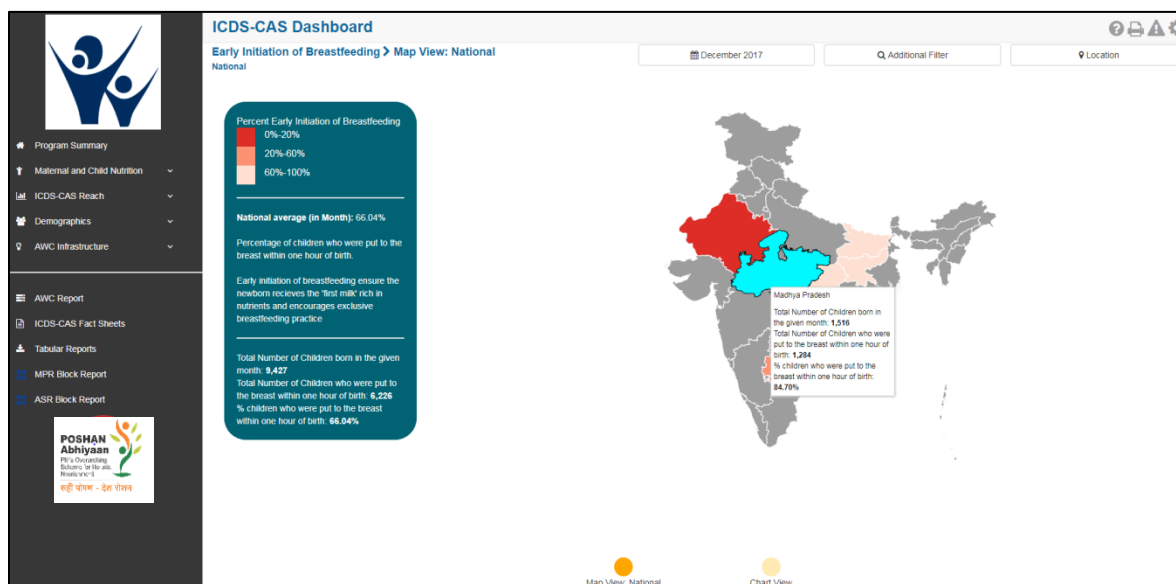 ICDS-CAS Dashboard
Early Initiation of Breastfeeding > Map View: National
National
December 2017
Additional Filter
Location
Program Summary
Maternal and Child Nutrition
ICDS-CAS Reach
Demographics
AWC Infrastructure
AWC Report
ICDS-CAS Fact Sheets
Tabular Reports
MPR Block Report
ASR Block Report
POSHAN
Abhiyaan
PM's Overarching
Scheme for Holistic
Nourishment
सही पोषण - देश रोशन
Percent Early Initiation of Breastfeeding
0%-20%
20%-60%
60%-100%
National average (in Month): 66.04%
Percentage of children who were put to the
breast within one hour of birth.
Early initiation of breastfeeding ensure the
newborn recieves the 'first milk' rich in
nutrients and encourages exclusive
breastfeeding practice
Total Number of Children born in the given
month: 9,427
Total Number of Children who were put to
the breast within one hour of birth: 6,226
% children who were put to the breast
within one hour of birth: 66.04%
Madhya Pradesh
Total Number of Children born in
the given month: 1,516
Total Number of Children who were
put to the breast within one hour of
birth: 1,284
% children who were put to the
breast within one hour of birth:
84.70%
Map View: National
Chart View